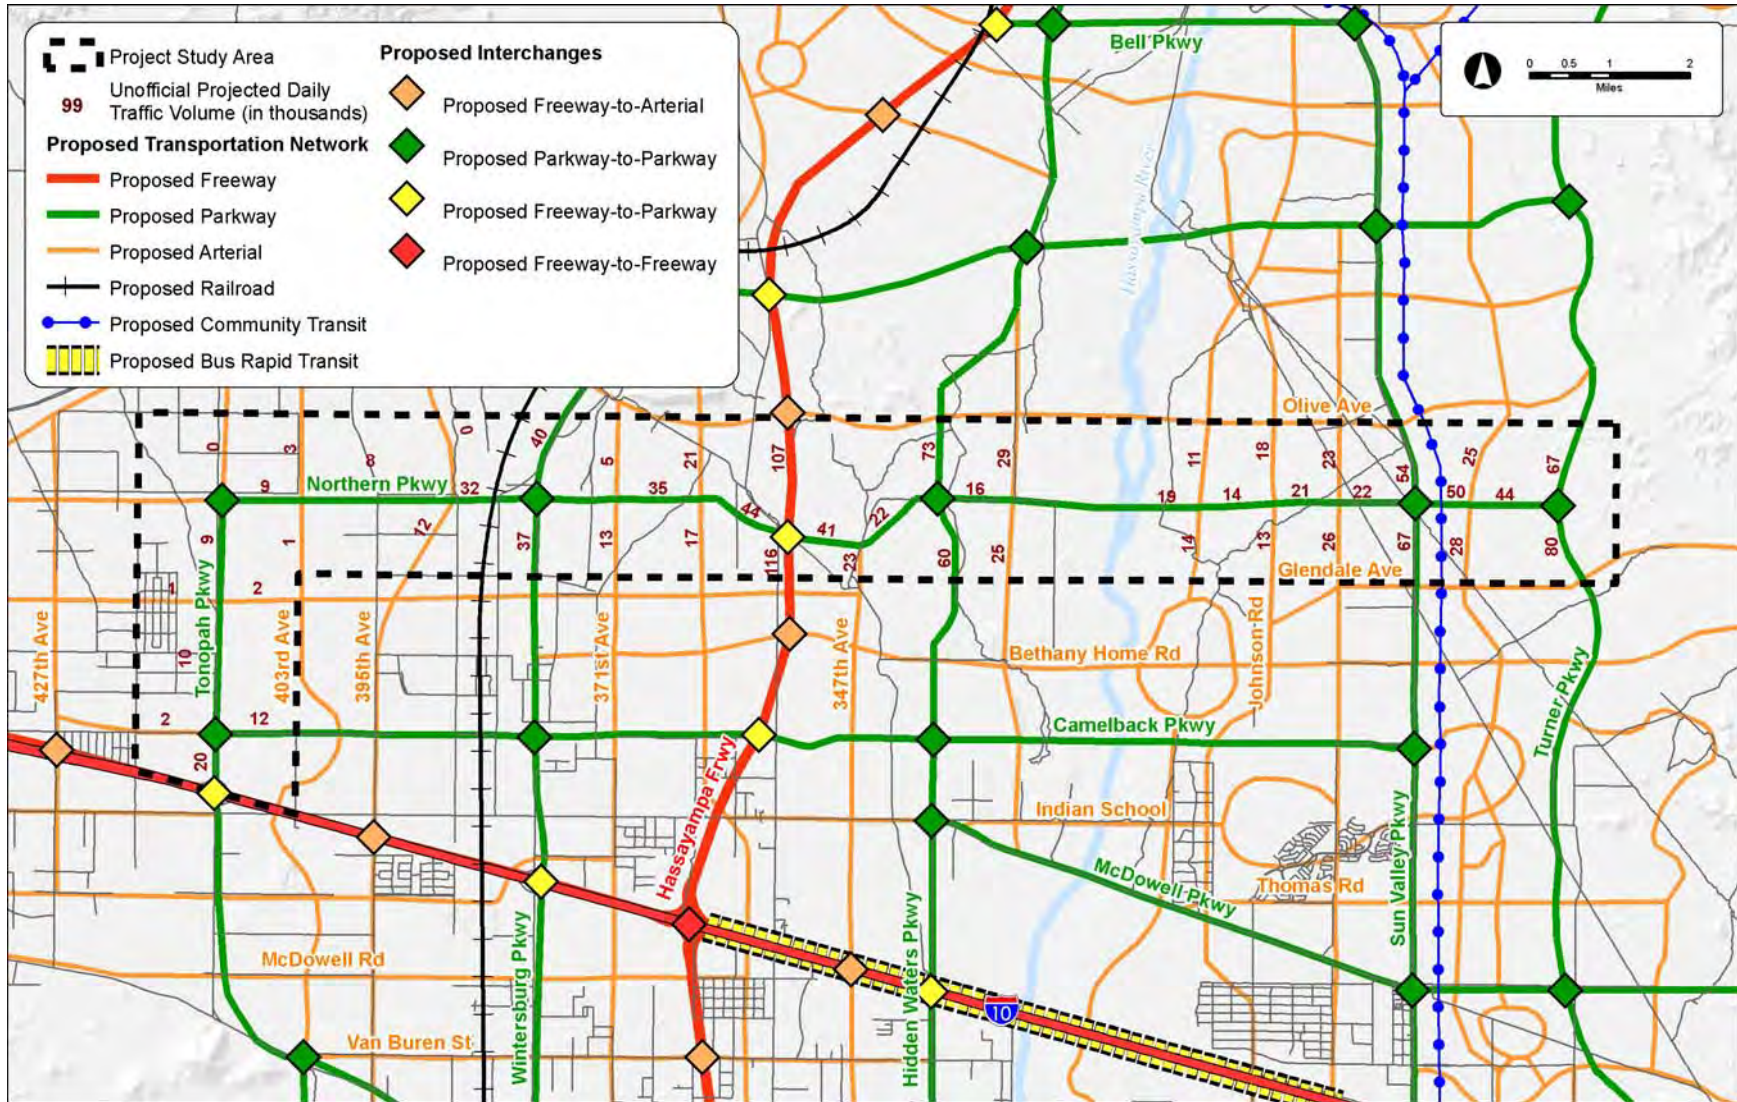 Project Study Area
99
Unofficial Projected Daily
Traffic Volume (in thousands)
Proposed Transportation Network
Proposed Freeway
Proposed Parkway
Proposed Arterial
Proposed Railroad
Proposed Community Transit
Proposed Bus Rapid Transit
Proposed Interchanges
Proposed Freeway-to-Arterial
Proposed Parkway-to-Parkway
Proposed Freeway-to-Parkway
Proposed Freeway-to-Freeway
Bell Pkwy
0 0.5 1 2
Miles
Hassayampa River
Olive Ave
0 3 8 0 40 5 21 107 73 29 11 18 23 54 25 67
9 Northern Pkwy 32 35 44 41 22 16 19 14 21 22 50 44
9 1 12 37 13 17 116 23 60 25 14 13 26 67 28 80
Glendale Ave
1 2
10
427th Ave
Tonopah Pkwy
403rd Ave
395th Ave
371st Ave
347th Ave
Bethany Home Rd
Johnson Rd
Turner Pkwy
2 12
Camelback Pkwy
20
Hassayampa Frwy
Indian School
McDowell Pkwy
Thomas Rd
Sun Valley Pkwy
McDowell Rd
Wintersburg Pkwy
Hidden Waters Pkwy
10
Van Buren St